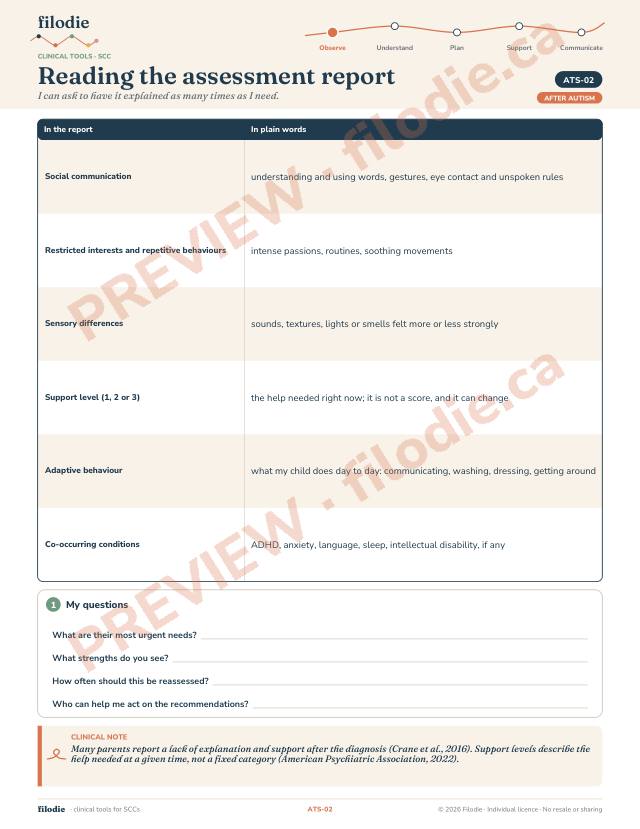 filodie
CLINICAL TOOLS · SCC
Observe Understand Plan Support Communicate
Reading the assessment report
ATS-02
I can ask to have it explained as many times as I need.
AFTER AUTISM
In the report In plain words
Social communication understanding and using words, gestures, eye contact and unspoken rules
Restricted interests and repetitive behaviours intense passions, routines, soothing movements
Sensory differences sounds, textures, lights or smells felt more or less strongly
Support level (1, 2 or 3) the help needed right now; it is not a score, and it can change
Adaptive behaviour what my child does day to day: communicating, washing, dressing, getting around
Co-occurring conditions ADHD, anxiety, language, sleep, intellectual disability, if any
1 My questions
What are their most urgent needs?
What strengths do you see?
How often should this be reassessed?
Who can help me act on the recommendations?
CLINICAL NOTE
Many parents report a lack of explanation and support after the diagnosis (Crane et al., 2016). Support levels describe the
help needed at a given time, not a fixed category (American Psychiatric Association, 2022).
filodie · clinical tools for SCCs ATS-02 © 2026 Filodie · Individual licence · No resale or sharing
PREVIEW · filodie.ca
PREVIEW · filodie.ca